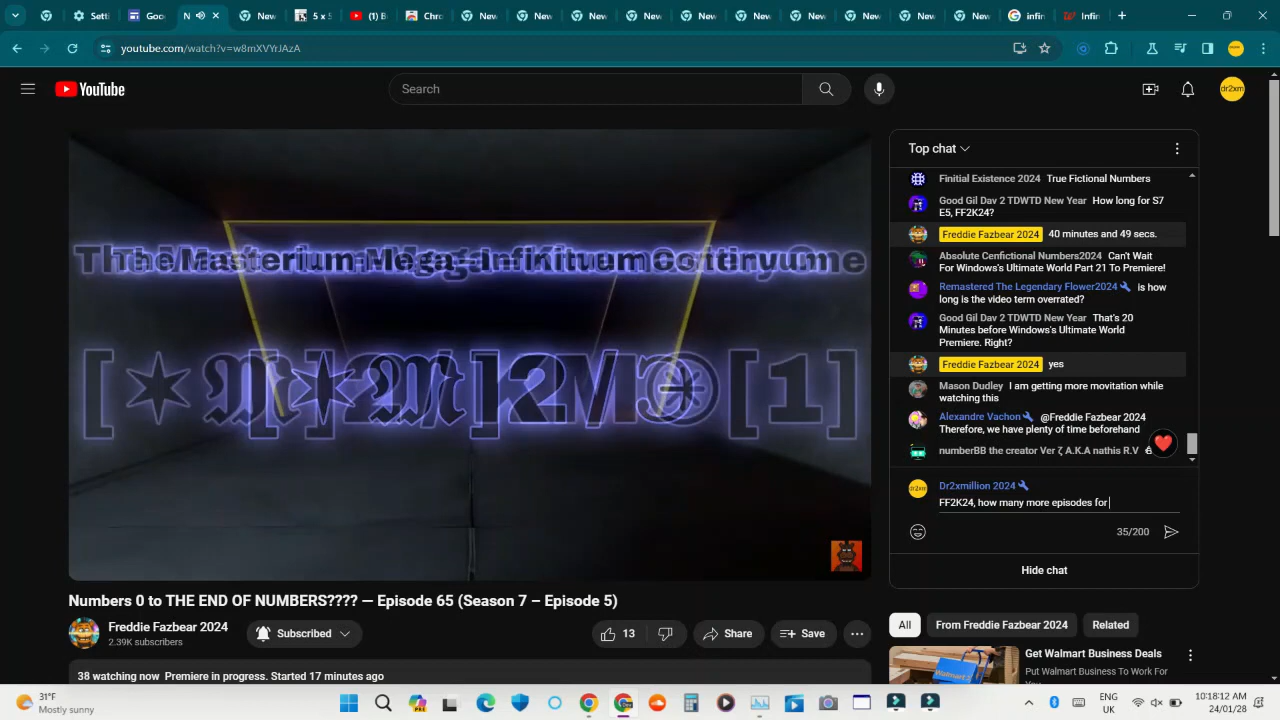 Setti
Goo
N
New
5 x 5
(1) B
Chro
New
New
New
New
New
New
New
New
New
New
infin
Infin
youtube.com/watch?v=w8mXVYrJAzA
YouTube
Search
dr2xm
Top chat
Finitial Existence 2024 True Fictional Numbers
Good Gil Dav 2 TDWTD New Year How long for S7
E5, FF2K24?
Freddie Fazbear 2024 40 minutes and 49 secs.
Absolute Cenfictional Numbers2024 Can't Wait
For Windows's Ultimate World Part 21 To Premiere!
Remastered The Legendary Flower2024 is how
long is the video term overrated?
Good Gil Dav 2 TDWTD New Year That's 20
Minutes before Windows's Ultimate World
Premiere. Right?
Freddie Fazbear 2024 yes
Mason Dudley I am getting more movitation while
watching this
Alexandre Vachon @Freddie Fazbear 2024
Therefore, we have plenty of time beforehand
numberBB the creator Ver ζ A.K.A nathis R.V
Dr2xmillion 2024
FF2K24, how many more episodes for
35/200
Hide chat
Numbers 0 to THE END OF NUMBERS???? — Episode 65 (Season 7 – Episode 5)
Freddie Fazbear 2024
2.39K subscribers
Subscribed
13
Share
Save
38 watching now Premiere in progress. Started 17 minutes ago
All
From Freddie Fazbear 2024
Related
Get Walmart Business Deals
Put Walmart Business To Work For
31°F
Mostly sunny
ENG
UK
10:18:12 AM
24/01/28